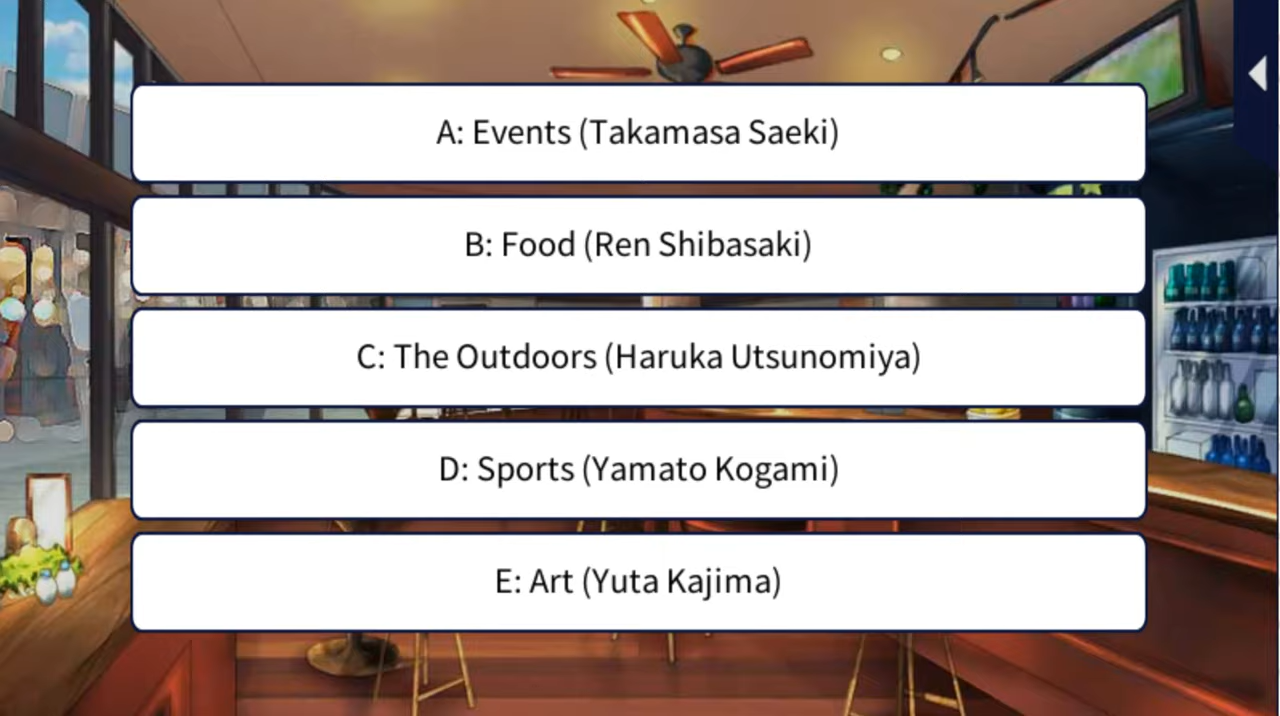 A: Events (Takamasa Saeki)
B: Food (Ren Shibasaki)
C: The Outdoors (Haruka Utsunomiya)
D: Sports (Yamato Kogami)
E: Art (Yuta Kajima)